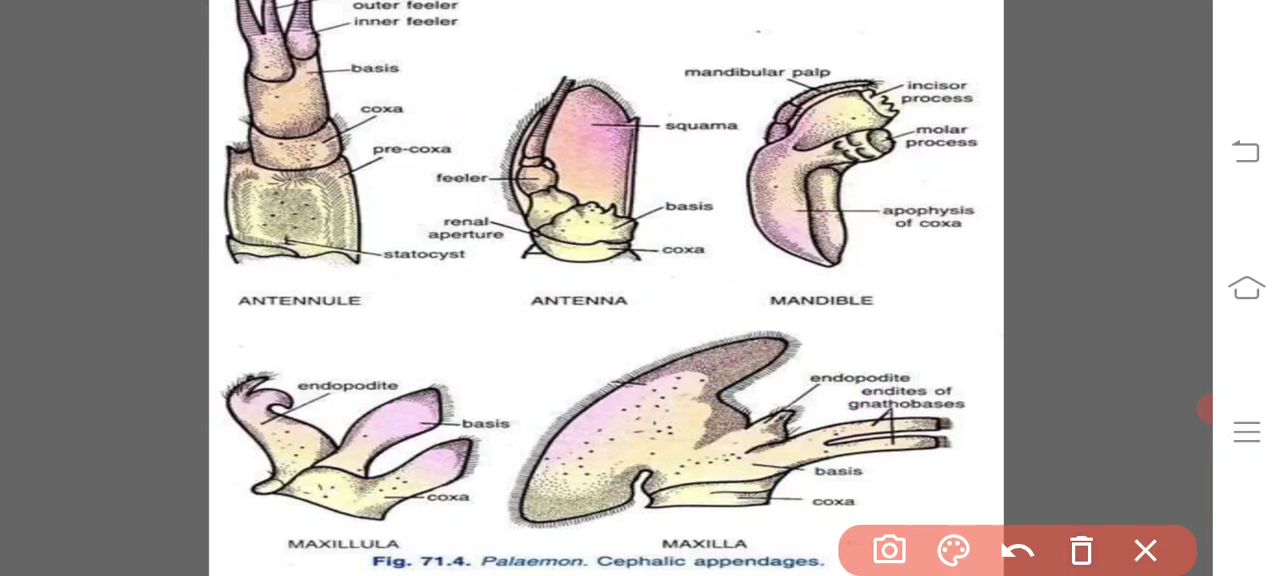 outer feeler
inner feeler
basis
coxa
pre-coxa
statocyst
ANTENNULE
squama
feeler
renal
aperture
basis
coxa
ANTENNA
mandibular palp
incisor
process
molar
process
apophysis
of coxa
MANDIBLE
endopodite
basis
coxa
MAXILLULA
endopodite
endites of
gnathobases
basis
coxa
MAXILLA
Fig. 71.4. Palaemon. Cephalic appendages.